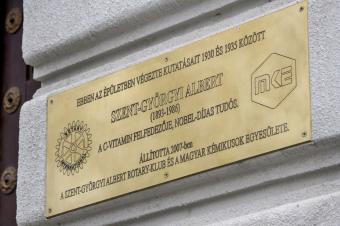 EBBEN AZ ÉPÜLETBEN VÉGEZTE KUTATÁSAIT 1930 ÉS 1935 KÖZÖTT
SZENT-GYÖRGYI ALBERT
(1893-1986)
A C-VITAMIN FELFEDEZŐJE, NOBEL-DÍJAS TUDÓS.
ÁLLÍTOTTA 2007-ben
A SZENT-GYÖRGYI ALBERT ROTARY-KLUB ÉS A MAGYAR KÉMIKUSOK EGYESÜLETE.
MKE